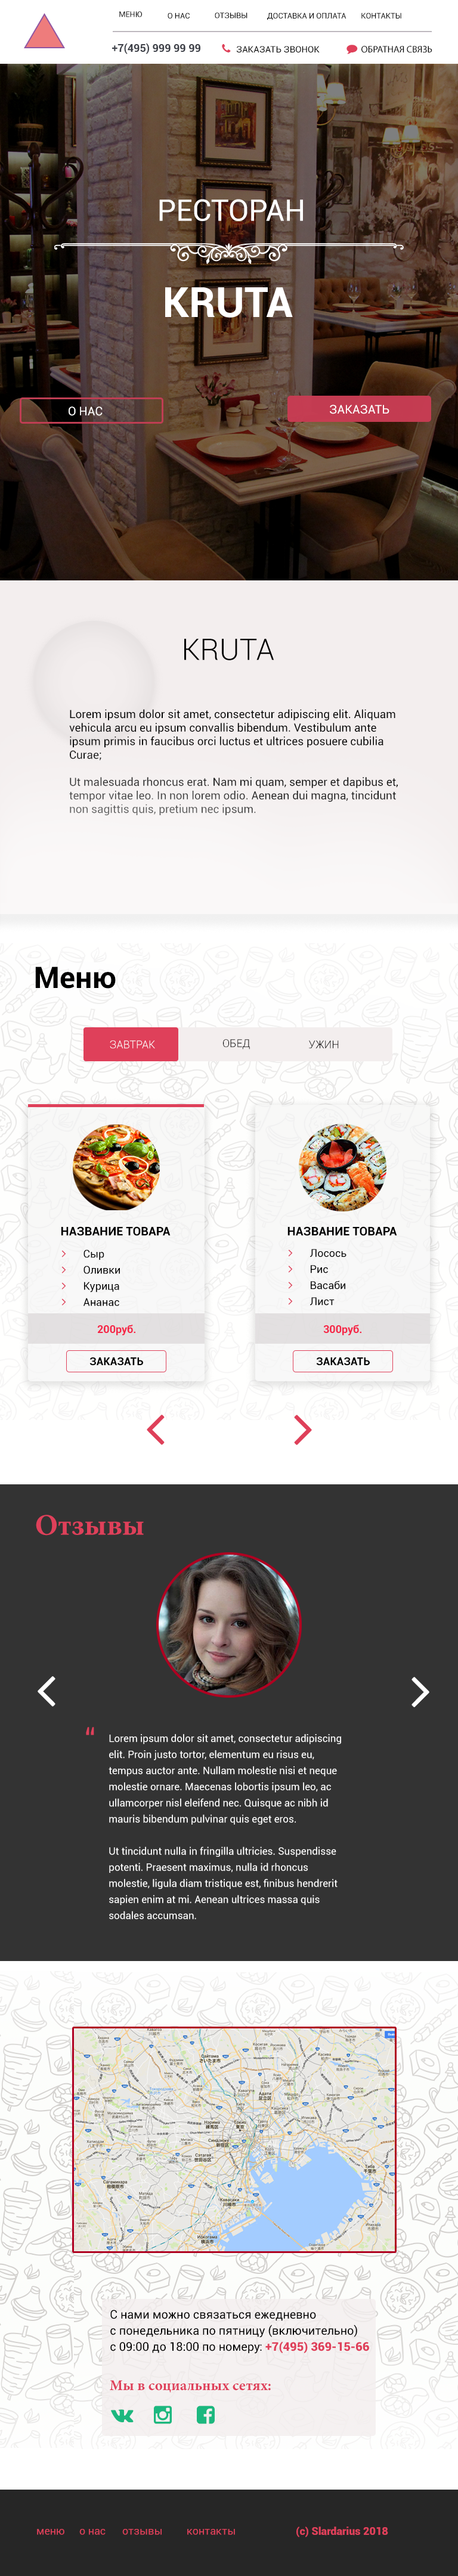 МЕНЮ О НАС ОТЗЫВЫ ДОСТАВКА И ОПЛАТА КОНТАКТЫ
+7(495) 999 99 99 ЗАКАЗАТЬ ЗВОНОК ОБРАТНАЯ СВЯЗЬ
РЕСТОРАН
KRUTA
О НАС ЗАКАЗАТЬ
KRUTA
Lorem ipsum dolor sit amet, consectetur adipiscing elit. Aliquam
vehicula arcu eu ipsum convallis bibendum. Vestibulum ante
ipsum primis in faucibus orci luctus et ultrices posuere cubilia
Curae;
Ut malesuada rhoncus erat. Nam mi quam, semper et dapibus et,
tempor vitae leo. In non lorem odio. Aenean dui magna, tincidunt
non sagittis quis, pretium nec ipsum.
Меню
ЗАВТРАК ОБЕД УЖИН
НАЗВАНИЕ ТОВАРА
Сыр
Оливки
Курица
Ананас
200руб.
ЗАКАЗАТЬ
НАЗВАНИЕ ТОВАРА
Лосось
Рис
Васаби
Лист
300руб.
ЗАКАЗАТЬ
Отзывы
"
Lorem ipsum dolor sit amet, consectetur adipiscing
elit. Proin justo tortor, elementum eu risus eu,
tempus auctor ante. Nullam molestie nisi et neque
molestie ornare. Maecenas lobortis ipsum leo, ac
ullamcorper nisl eleifend nec. Quisque ac nibh id
mauris bibendum pulvinar quis eget eros.
Ut tincidunt nulla in fringilla ultricies. Suspendisse
potenti. Praesent maximus, nulla id rhoncus
molestie, ligula diam tristique est, finibus hendrerit
sapien enim at mi. Aenean ultrices massa quis
sodales accumsan.
С нами можно связаться ежедневно
с понедельника по пятницу (включительно)
с 09:00 до 18:00 по номеру: +7(495) 369-15-66
Мы в социальных сетях:
меню о нас отзывы контакты (c) Slardarius 2018